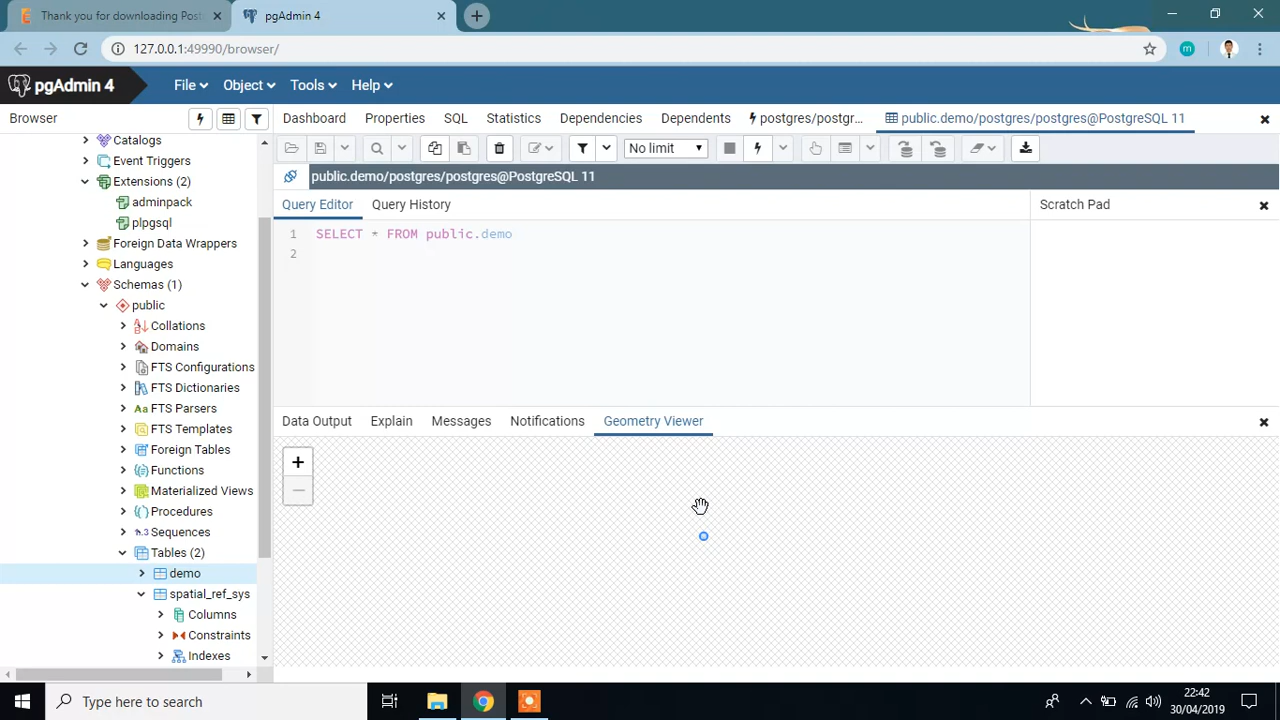 Thank you for downloading Post
pgAdmin 4
127.0.0.1:49990/browser/
m
pgAdmin 4
File
Object
Tools
Help
Browser
Dashboard
Properties
SQL
Statistics
Dependencies
Dependents
postgres/postgr...
public.demo/postgres/postgres@PostgreSQL 11
No limit
public.demo/postgres/postgres@PostgreSQL 11
Query Editor
Query History
Scratch Pad
1 SELECT * FROM public.demo
2
Catalogs
Event Triggers
Extensions (2)
adminpack
plpgsql
Foreign Data Wrappers
Languages
Schemas (1)
public
Collations
Domains
FTS Configurations
FTS Dictionaries
Aa FTS Parsers
FTS Templates
Foreign Tables
Functions
Materialized Views
Procedures
1..3 Sequences
Tables (2)
demo
spatial_ref_sys
Columns
Constraints
Indexes
Data Output
Explain
Messages
Notifications
Geometry Viewer
+
−
Type here to search
22:42
30/04/2019